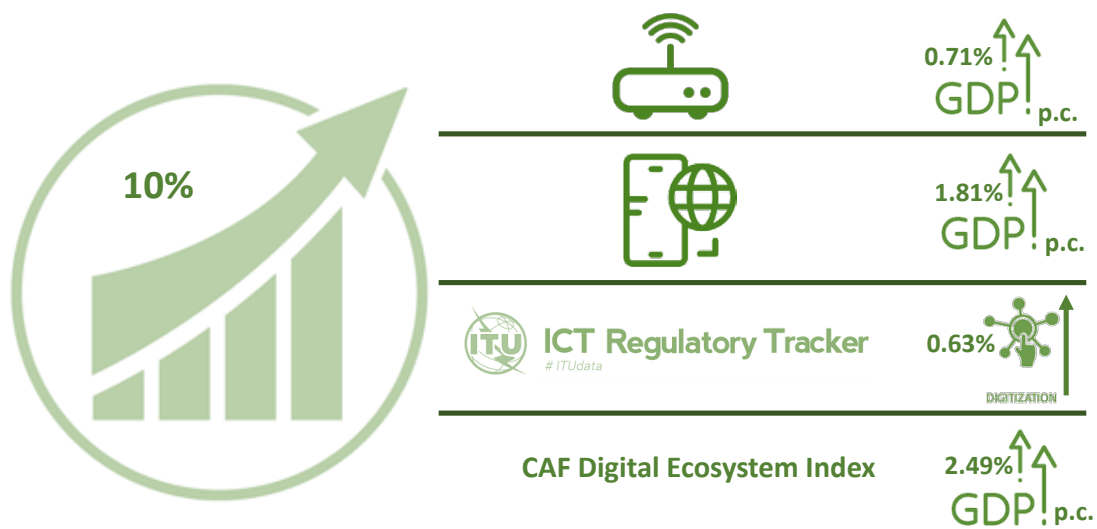 10%
0.71%
GDP
p.c.
1.81%
GDP
p.c.
ITU
ICT Regulatory Tracker
# ITUdata
0.63%
DIGITIZATION
CAF Digital Ecosystem Index
2.49%
GDP
p.c.